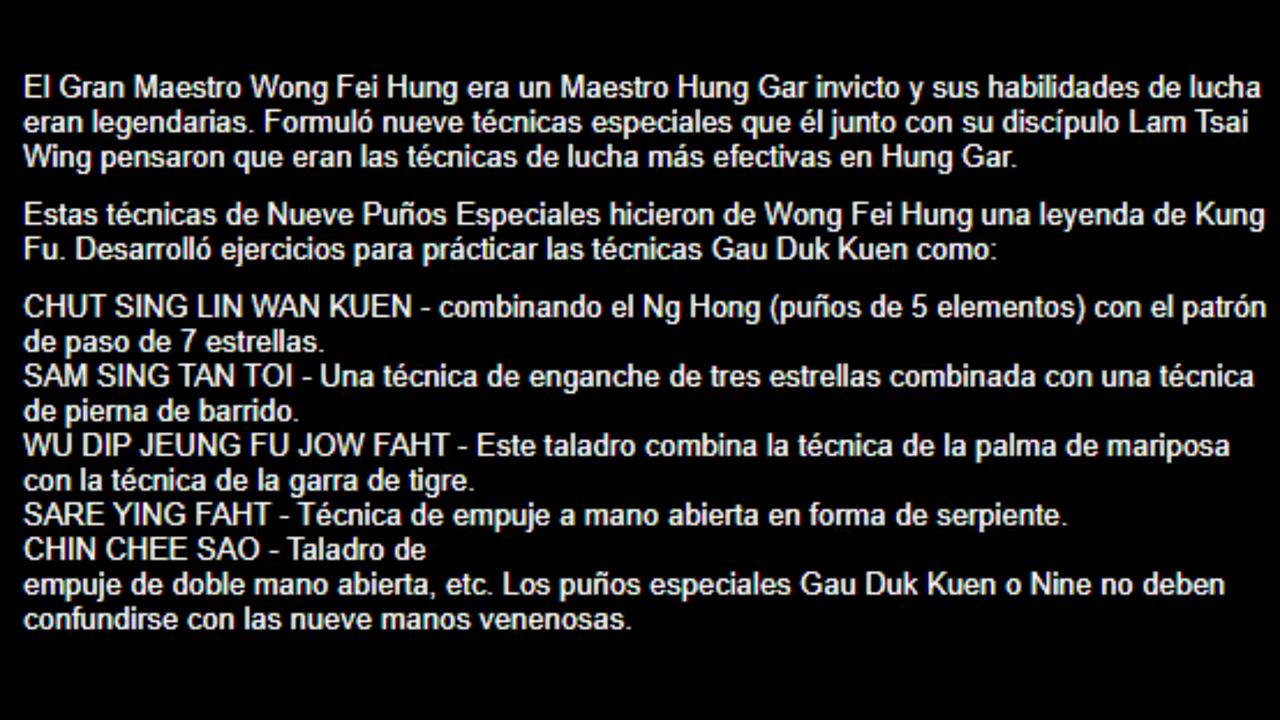 El Gran Maestro Wong Fei Hung era un Maestro Hung Gar invicto y sus habilidades de lucha
eran legendarias. Formuló nueve técnicas especiales que él junto con su discípulo Lam Tsai
Wing pensaron que eran las técnicas de lucha más efectivas en Hung Gar.
Estas técnicas de Nueve Puños Especiales hicieron de Wong Fei Hung una leyenda de Kung
Fu. Desarrolló ejercicios para prácticar las técnicas Gau Duk Kuen como:
CHUT SING LIN WAN KUEN - combinando el Ng Hong (puños de 5 elementos) con el patrón
de paso de 7 estrellas.
SAM SING TAN TOI - Una técnica de enganche de tres estrellas combinada con una técnica
de pierna de barrido.
WU DIP JEUNG FU JOW FAHT - Este taladro combina la técnica de la palma de mariposa
con la técnica de la garra de tigre.
SARE YING FAHT - Técnica de empuje a mano abierta en forma de serpiente.
CHIN CHEE SAO - Taladro de
empuje de doble mano abierta, etc. Los puños especiales Gau Duk Kuen o Nine no deben
confundirse con las nueve manos venenosas.